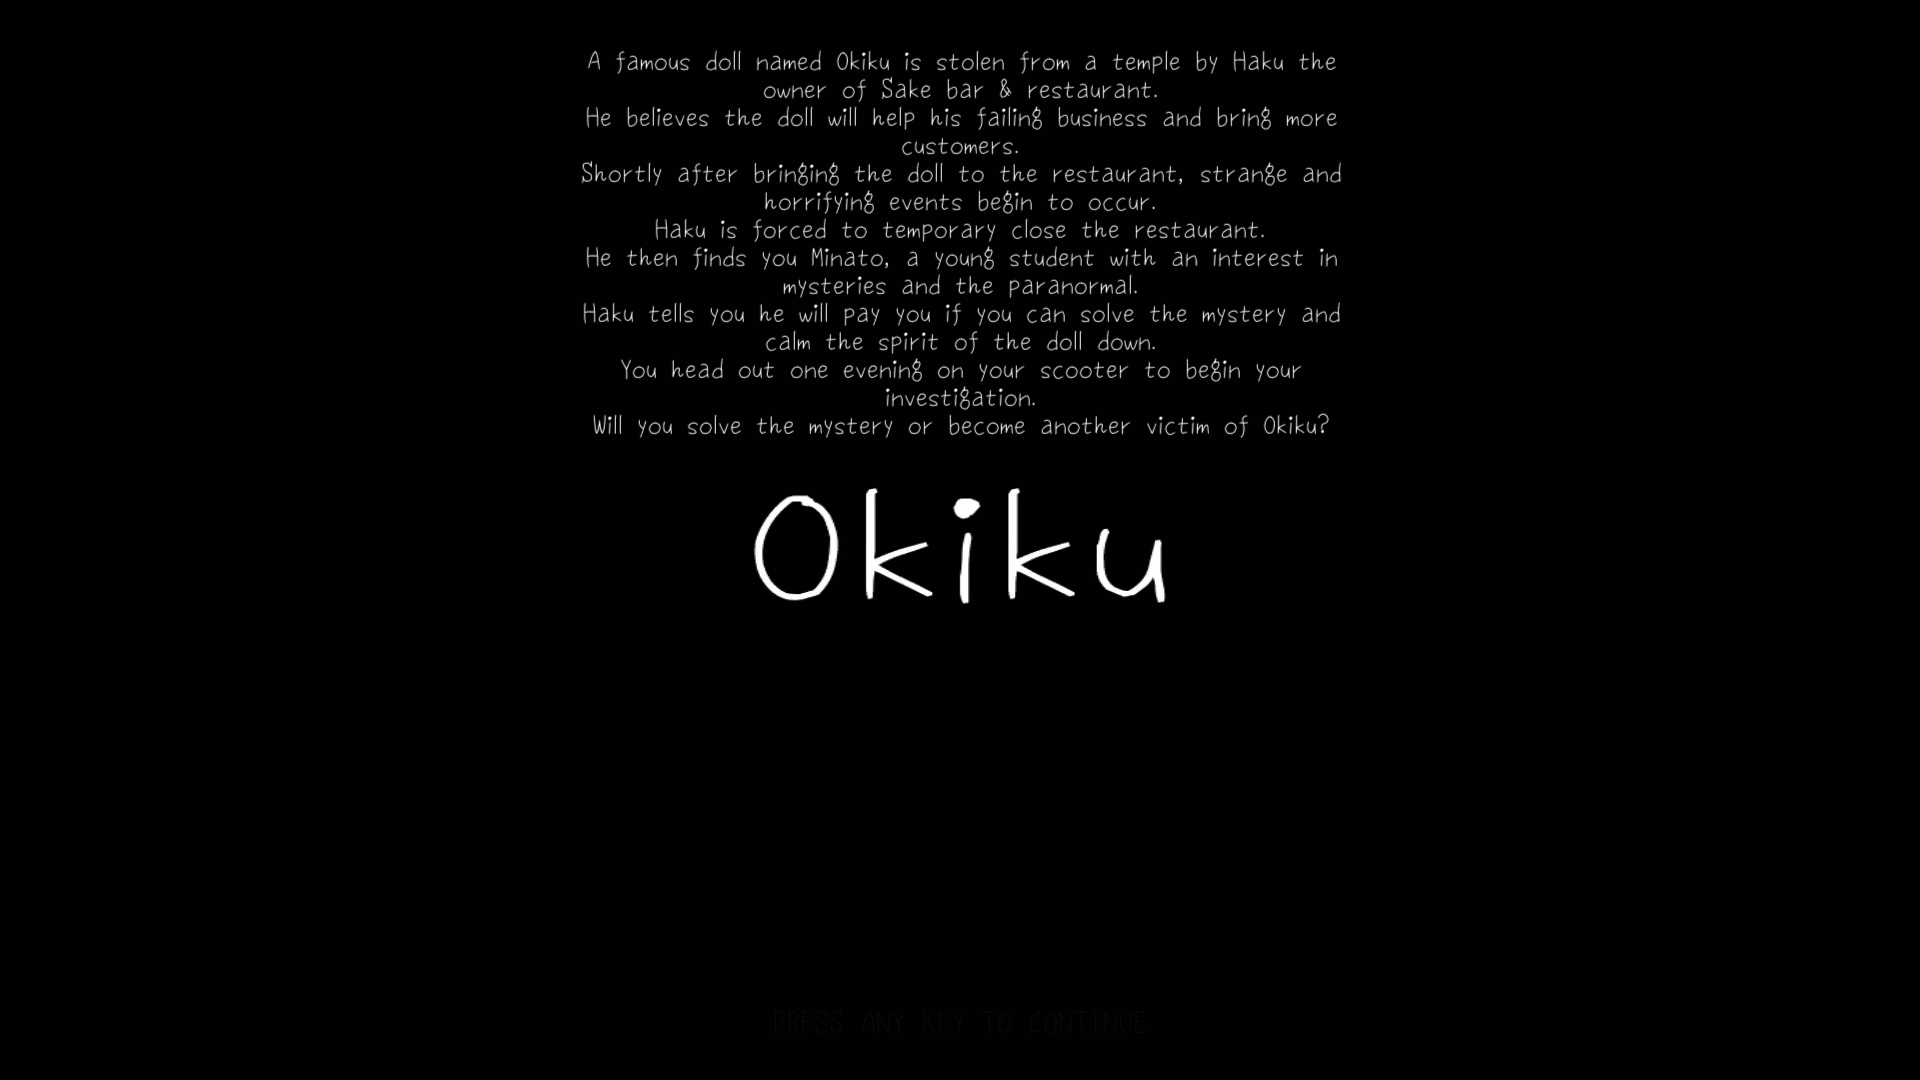 A famous doll named Okiku is stolen from a temple by Haku the
owner of Sake bar & restaurant.
He believes the doll will help his failing business and bring more
customers.
Shortly after bringing the doll to the restaurant, strange and
horrifying events begin to occur.
Haku is forced to temporary close the restaurant.
He then finds you Minato, a young student with an interest in
mysteries and the paranormal.
Haku tells you he will pay you if you can solve the mystery and
calm the spirit of the doll down.
You head out one evening on your scooter to begin your
investigation.
Will you solve the mystery or become another victim of Okiku?
Okiku
PRESS ANY KEY TO CONTINUE